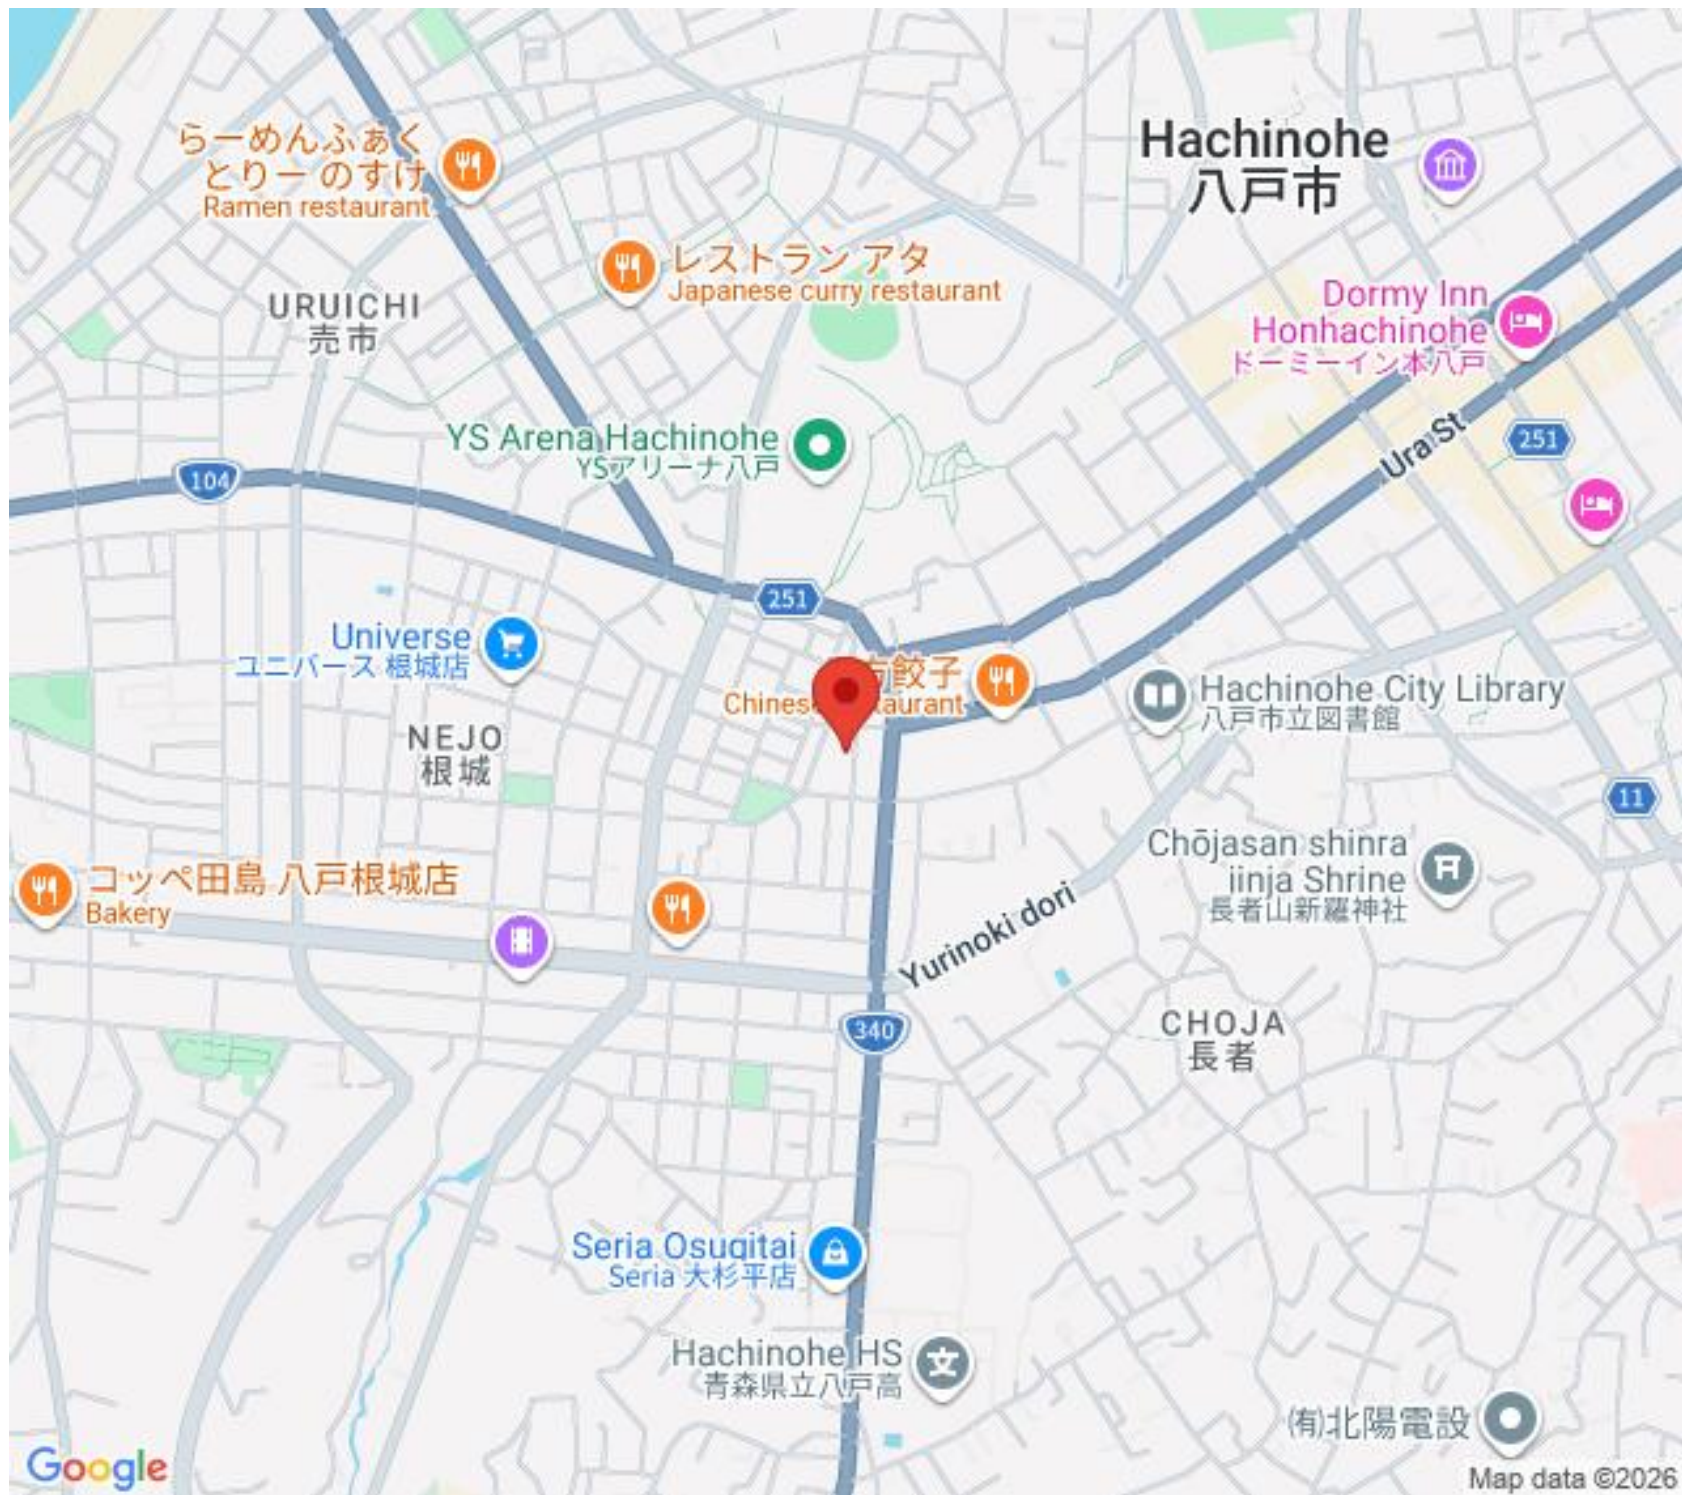 らーめんふぁく
とりー のすけ
Ramen restaurant
Hachinohe
八戸市
レストラン アタ
Japanese curry restaurant
URUICHI
売市
Dormy Inn
Honhachinohe
ドーミーイン本八戸
YS Arena Hachinohe
YSアリーナ八戸
Ura St
251
104
251
Universe
ユニバース 根城店
餃子
Hachinohe City Library
八戸市立図書館
NEJO
根城
11
Chōjasan shinra
jinja Shrine
長者山新羅神社
コッペ田島 八戸根城店
Bakery
Yurinoki dori
340
CHOJA
長者
Seria Osugitai
Seria 大杉平店
Hachinohe HS
青森県立八戸高
文
㈲北陽電設
Google
Map data ©2026